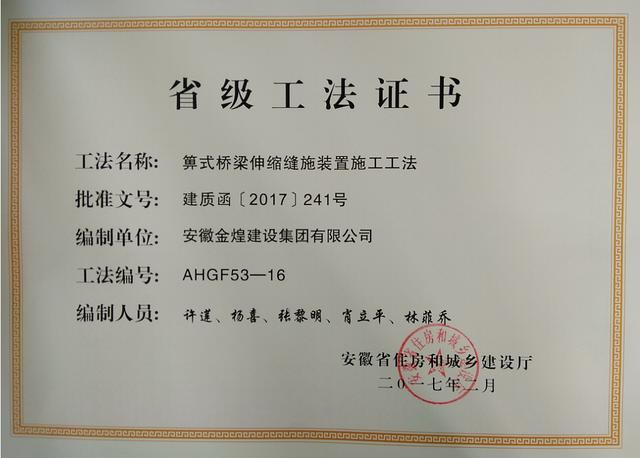 省级工法证书
工法名称: 箅式桥梁伸缩缝施装置施工工法
批准文号: 建质函〔2017〕241号
编制单位: 安徽金煌建设集团有限公司
工法编号: AHGF53—16
编制人员: 许莲、杨喜、张黎明、肖立平、林菲乔
安徽省住房和城乡建设厅
二〇一七年二月